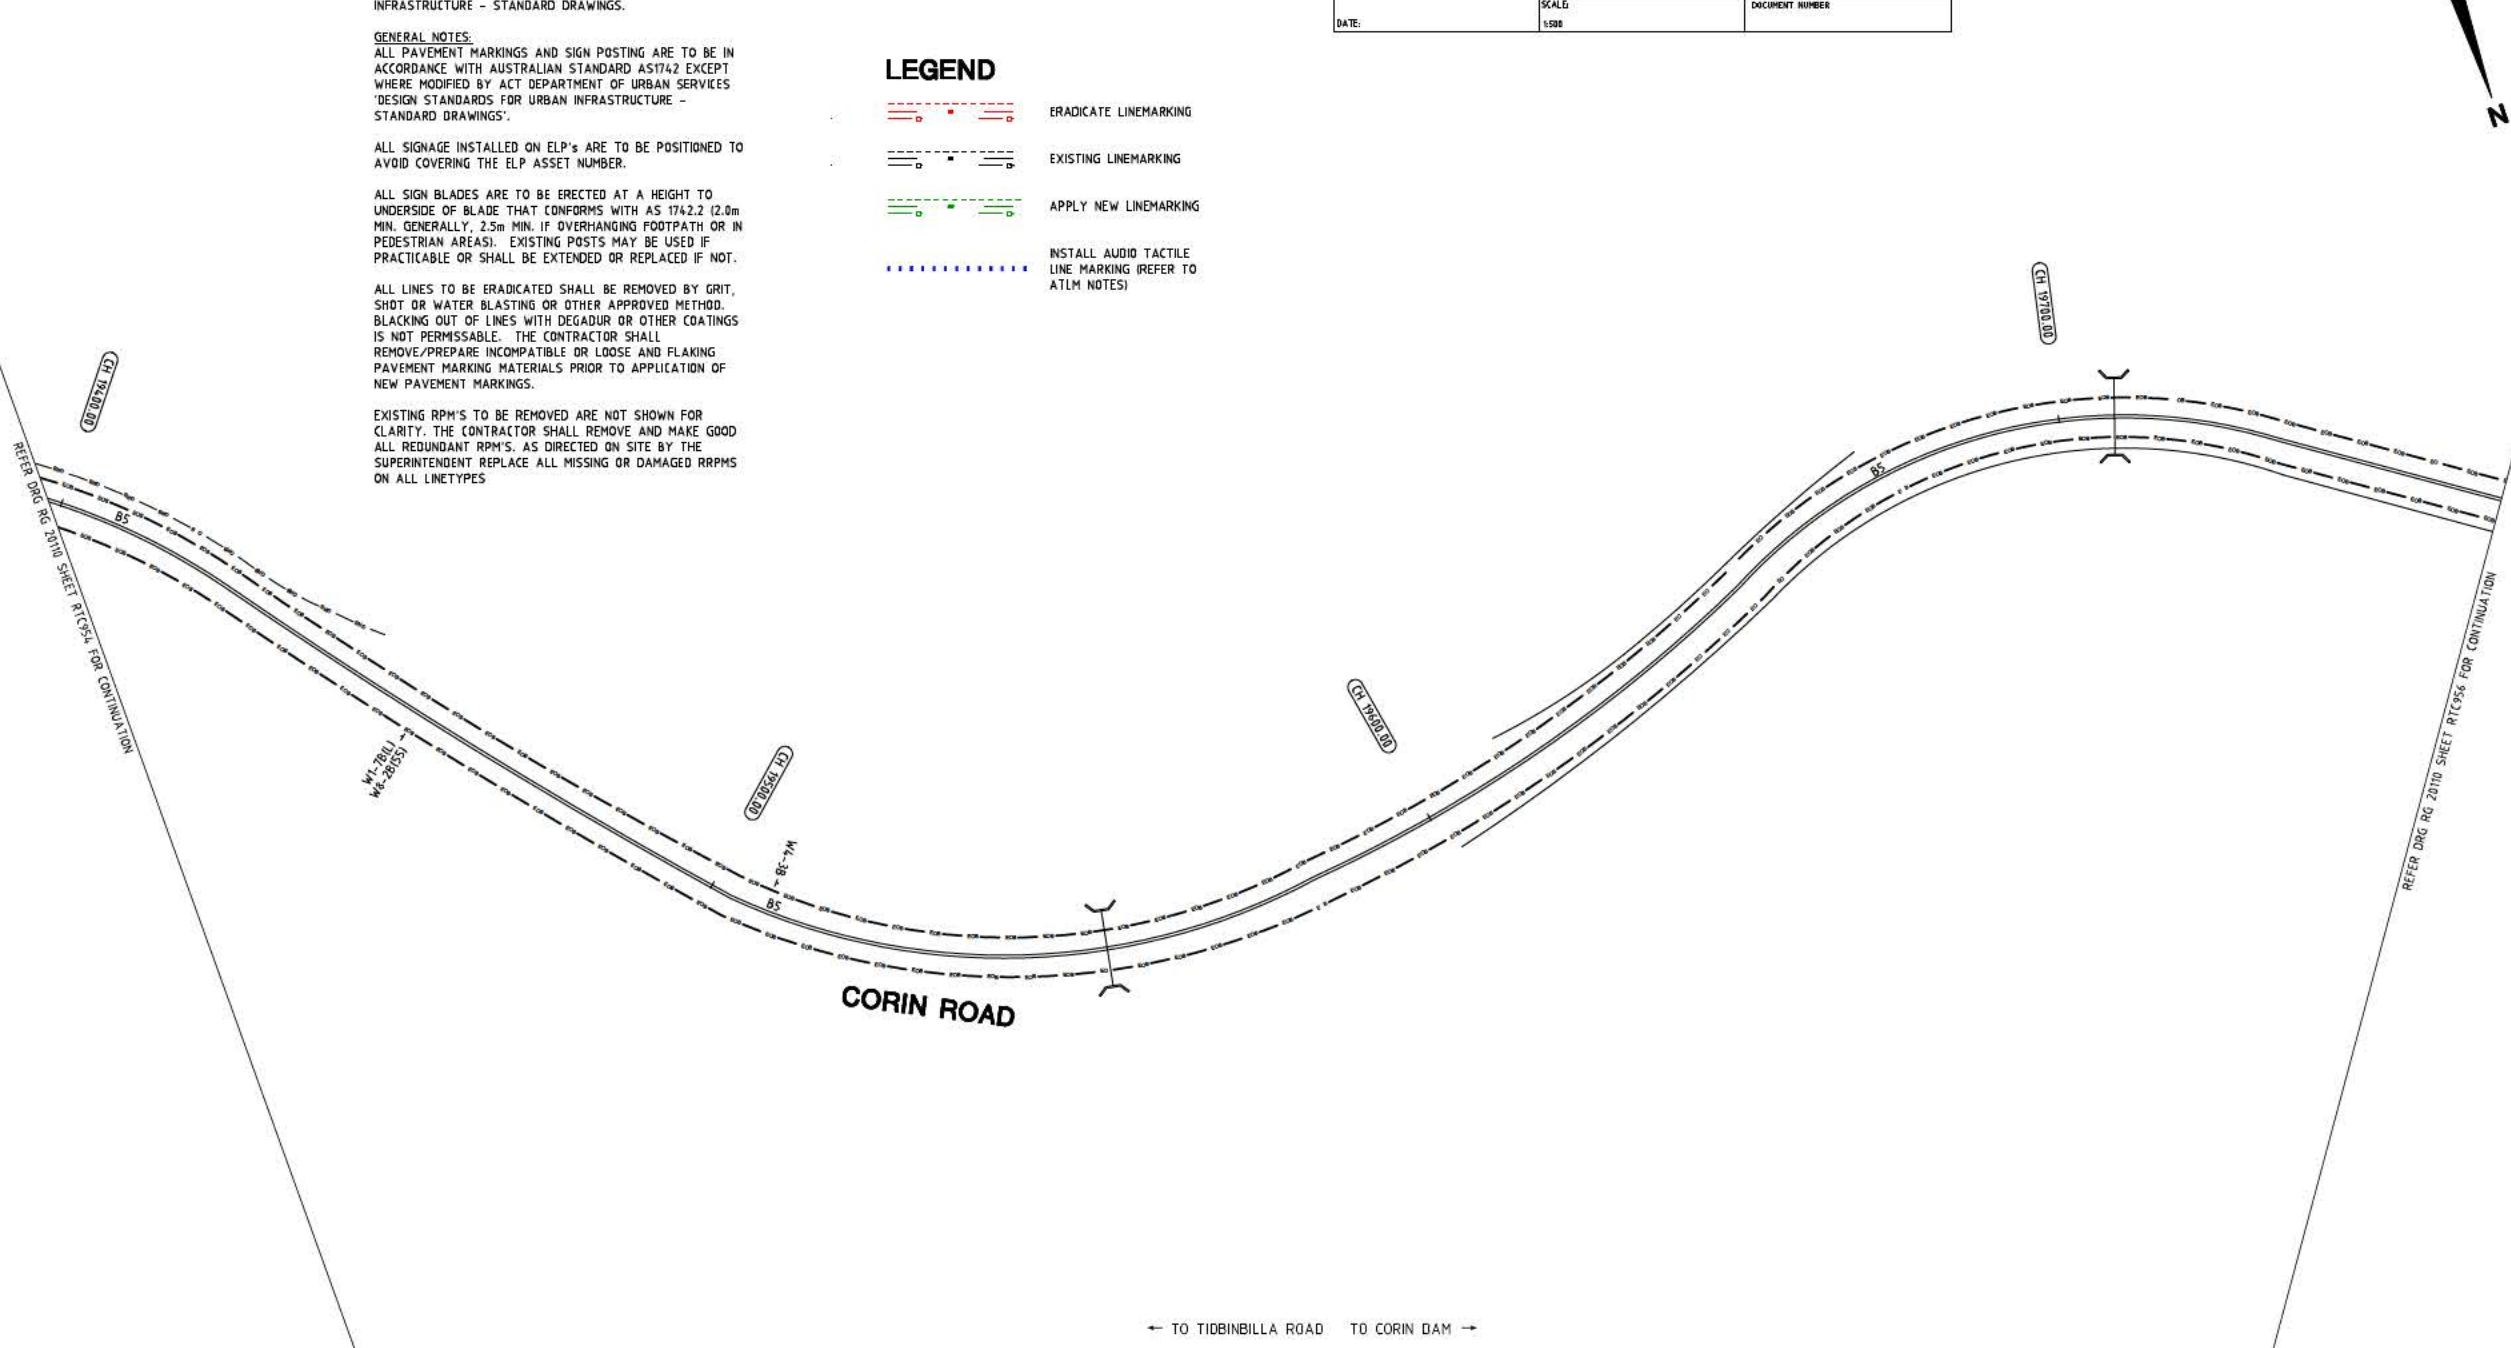 INFRASTRUCTURE - STANDARD DRAWINGS.
GENERAL NOTES:
ALL PAVEMENT MARKINGS AND SIGN POSTING ARE TO BE IN
ACCORDANCE WITH AUSTRALIAN STANDARD AS1742 EXCEPT
WHERE MODIFIED BY ACT DEPARTMENT OF URBAN SERVICES
'DESIGN STANDARDS FOR URBAN INFRASTRUCTURE -
STANDARD DRAWINGS'.
ALL SIGNAGE INSTALLED ON ELP's ARE TO BE POSITIONED TO
AVOID COVERING THE ELP ASSET NUMBER.
ALL SIGN BLADES ARE TO BE ERECTED AT A HEIGHT TO
UNDERSIDE OF BLADE THAT CONFORMS WITH AS 1742.2 (2.0m
MIN. GENERALLY, 2.5m MIN. IF OVERHANGING FOOTPATH OR IN
PEDESTRIAN AREAS). EXISTING POSTS MAY BE USED IF
PRACTICABLE OR SHALL BE EXTENDED OR REPLACED IF NOT.
ALL LINES TO BE ERADICATED SHALL BE REMOVED BY GRIT,
SHOT OR WATER BLASTING OR OTHER APPROVED METHOD.
BLACKING OUT OF LINES WITH DEGADUR OR OTHER COATINGS
IS NOT PERMISSABLE. THE CONTRACTOR SHALL
REMOVE/PREPARE INCOMPATIBLE OR LOOSE AND FLAKING
PAVEMENT MARKING MATERIALS PRIOR TO APPLICATION OF
NEW PAVEMENT MARKINGS.
EXISTING RPM'S TO BE REMOVED ARE NOT SHOWN FOR
CLARITY. THE CONTRACTOR SHALL REMOVE AND MAKE GOOD
ALL REDUNDANT RPM'S. AS DIRECTED ON SITE BY THE
SUPERINTENDENT REPLACE ALL MISSING OR DAMAGED RRPMS
ON ALL LINETYPES
LEGEND
ERADICATE LINEMARKING
EXISTING LINEMARKING
APPLY NEW LINEMARKING
INSTALL AUDIO TACTILE
LINE MARKING (REFER TO
ATLM NOTES)
DATE:
SCALE:
1:500
DOCUMENT NUMBER
N
CH 19400.00
REFER DRG RG 20110 SHEET RTC954 FOR CONTINUATION
B5
W1-7B(L)
W8-2B(55)
CH 19500.00
W4-3B
B5
CORIN ROAD
CH 19600.00
B5
CH 19700.00
REFER DRG RG 20110 SHEET RTC956 FOR CONTINUATION
← TO TIDBINBILLA ROAD TO CORIN DAM →